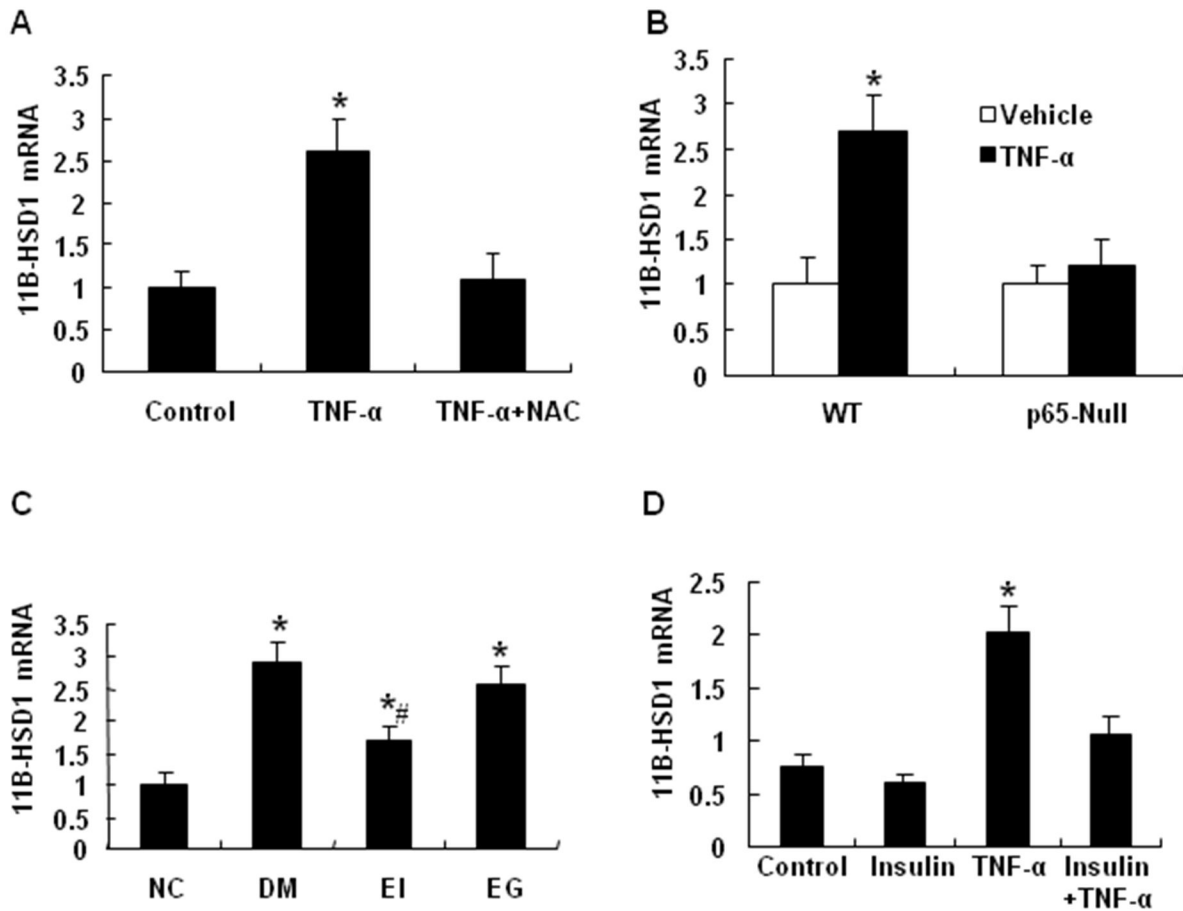 A
11B-HSD1 mRNA
3.5
3
2.5
2
1.5
1
0.5
0
*
Control TNF-α TNF-α+NAC
B
11B-HSD1 mRNA
3.5
3
2.5
2
1.5
1
0.5
0
*
Vehicle
TNF-α
WT p65-Null
C
11B-HSD1 mRNA
3.5
3
2.5
2
1.5
1
0.5
0
* *# *
NC DM EI EG
D
11B-HSD1 mRNA
2.5
2
1.5
1
0.5
0
*
Control Insulin TNF-α Insulin
+TNF-α